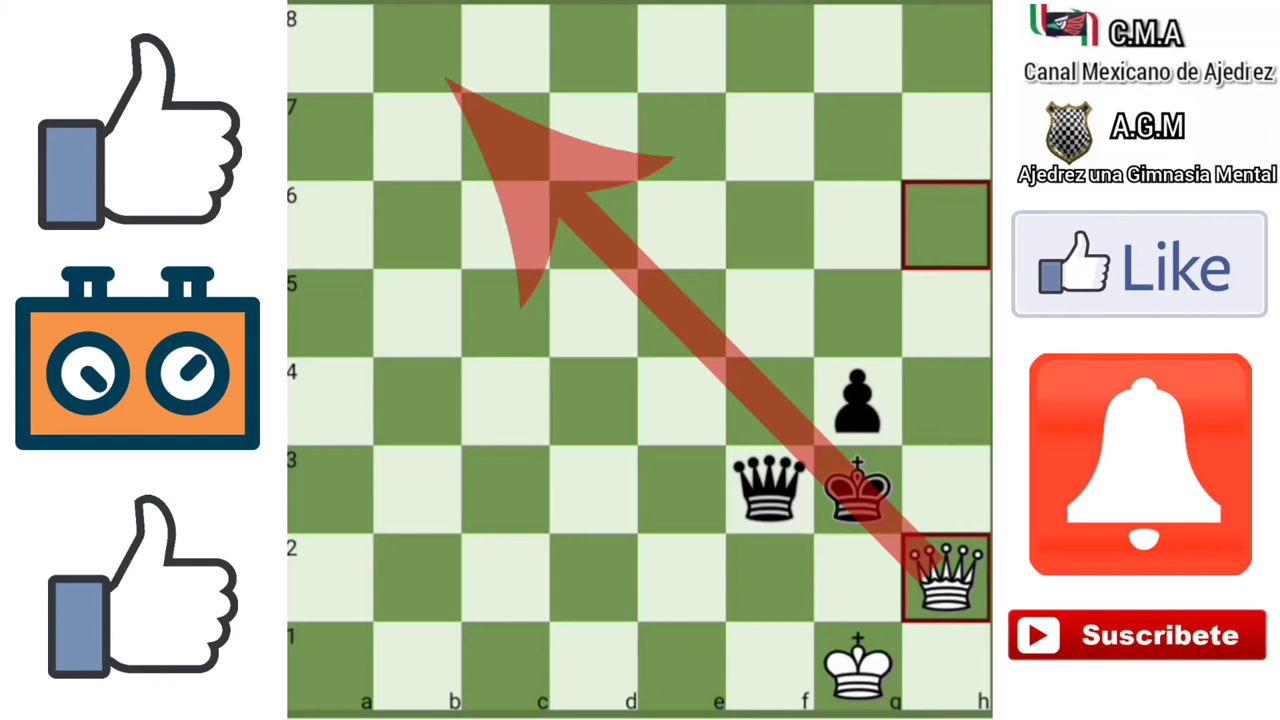 8
7
6
5
4
3
2
1
a
b
c
d
e
f
g
h
C.M.A
Canal Mexicano de Ajedrez
A.G.M
Ajedrez una Gimnasia Mental
Like
Suscribete